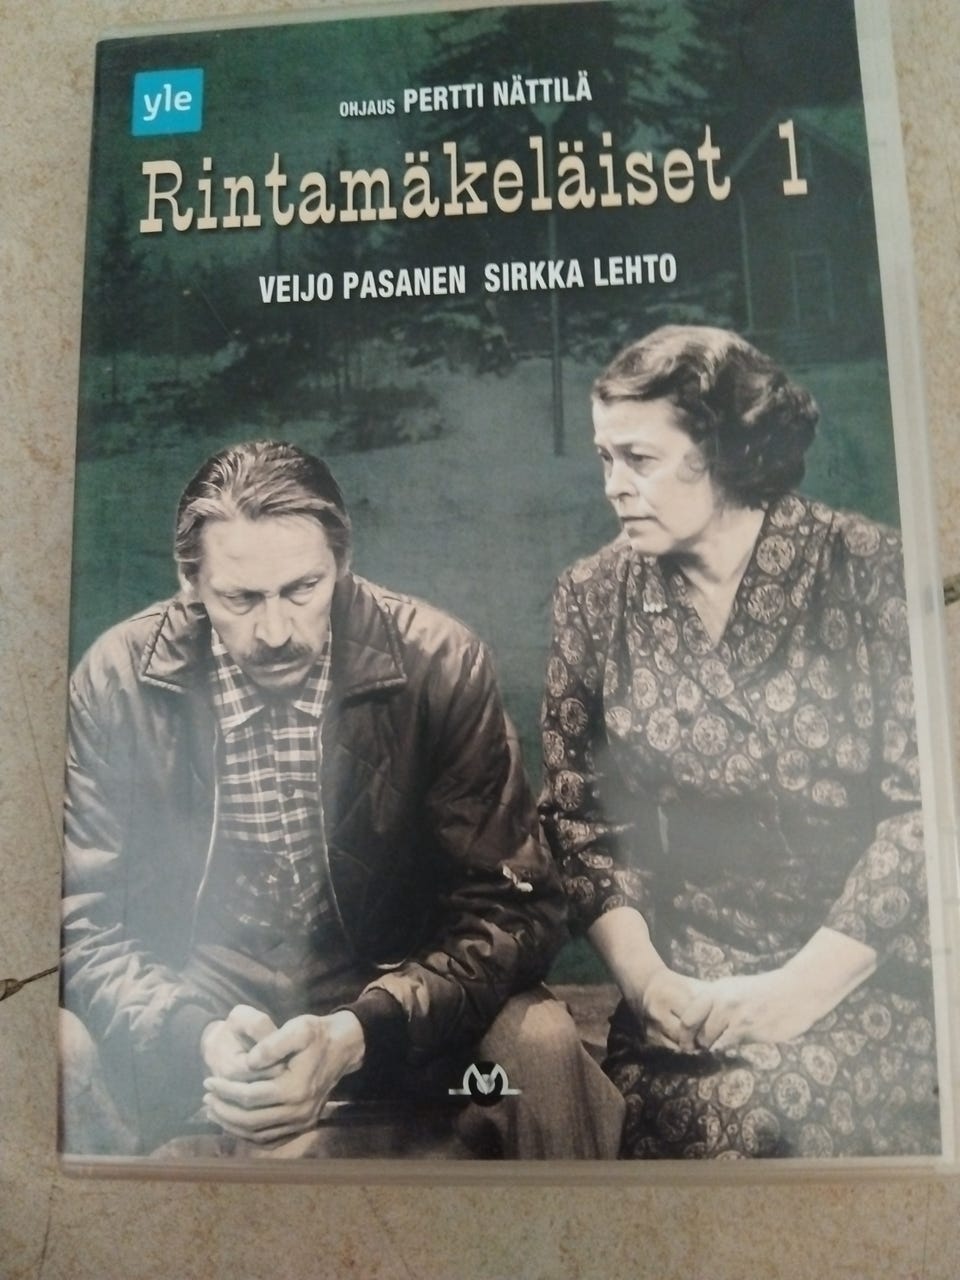 yle
OHJAUS PERTTI NÄTTILÄ
Rintamäkeläiset 1
VEIJO PASANEN SIRKKA LEHTO